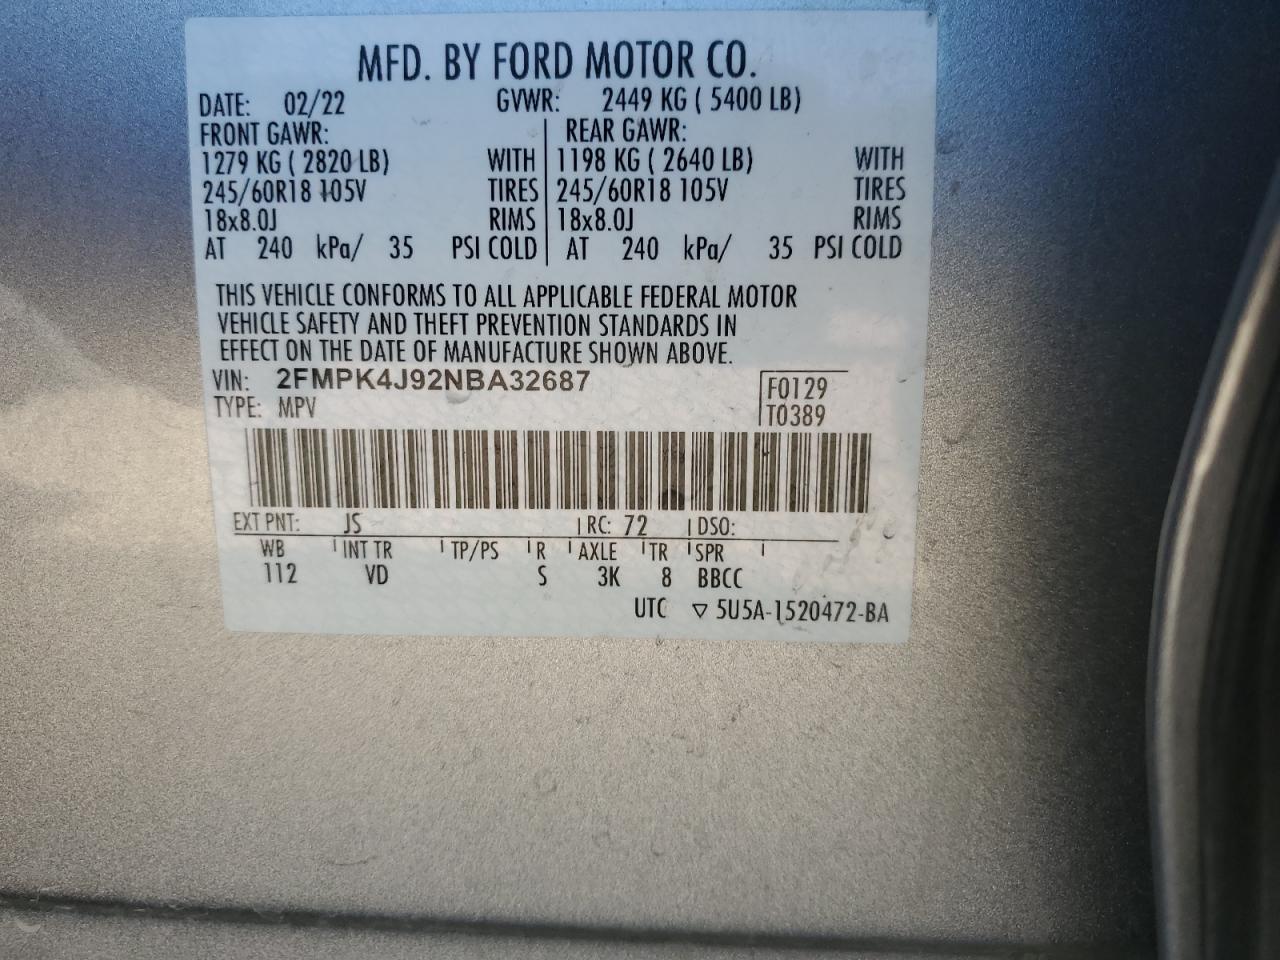 MFD. BY FORD MOTOR CO.
DATE: 02/22 GVWR: 2449 KG ( 5400 LB)
FRONT GAWR: REAR GAWR:
1279 KG ( 2820 LB) WITH 1198 KG ( 2640 LB) WITH
245/60R18 105V TIRES 245/60R18 105V TIRES
18x8.0J RIMS 18x8.0J RIMS
AT 240 kPa/ 35 PSI COLD AT 240 kPa/ 35 PSI COLD
THIS VEHICLE CONFORMS TO ALL APPLICABLE FEDERAL MOTOR
VEHICLE SAFETY AND THEFT PREVENTION STANDARDS IN
EFFECT ON THE DATE OF MANUFACTURE SHOWN ABOVE.
VIN: 2FMPK4J92NBA32687 F0129
TYPE: MPV T0389
EXT PNT: JS RC: 72 DSO:
WB INT TR TP/PS R AXLE TR SPR
112 VD S 3K 8 BBCC
UTC ▽ 5U5A-1520472-BA